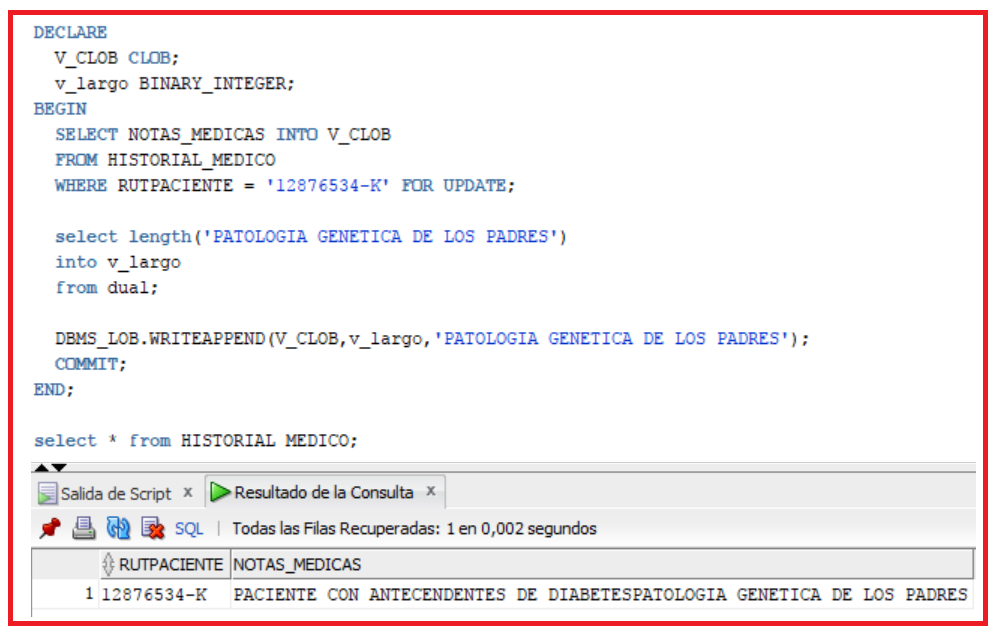 DECLARE
V_CLOB CLOB;
v_largo BINARY_INTEGER;
BEGIN
SELECT NOTAS_MEDICAS INTO V_CLOB
FROM HISTORIAL_MEDICO
WHERE RUTPACIENTE = '12876534-K' FOR UPDATE;
select length('PATOLOGIA GENETICA DE LOS PADRES')
into v_largo
from dual;
DBMS_LOB.WRITEAPPEND(V_CLOB,v_largo,'PATOLOGIA GENETICA DE LOS PADRES');
COMMIT;
END;
select * from HISTORIAL MEDICO;
Salida de Script x Resultado de la Consulta x
SQL | Todas las Filas Recuperadas: 1 en 0,002 segundos
RUTPACIENTE NOTAS_MEDICAS
1 12876534-K PACIENTE CON ANTECENDENTES DE DIABETESPATOLOGIA GENETICA DE LOS PADRES